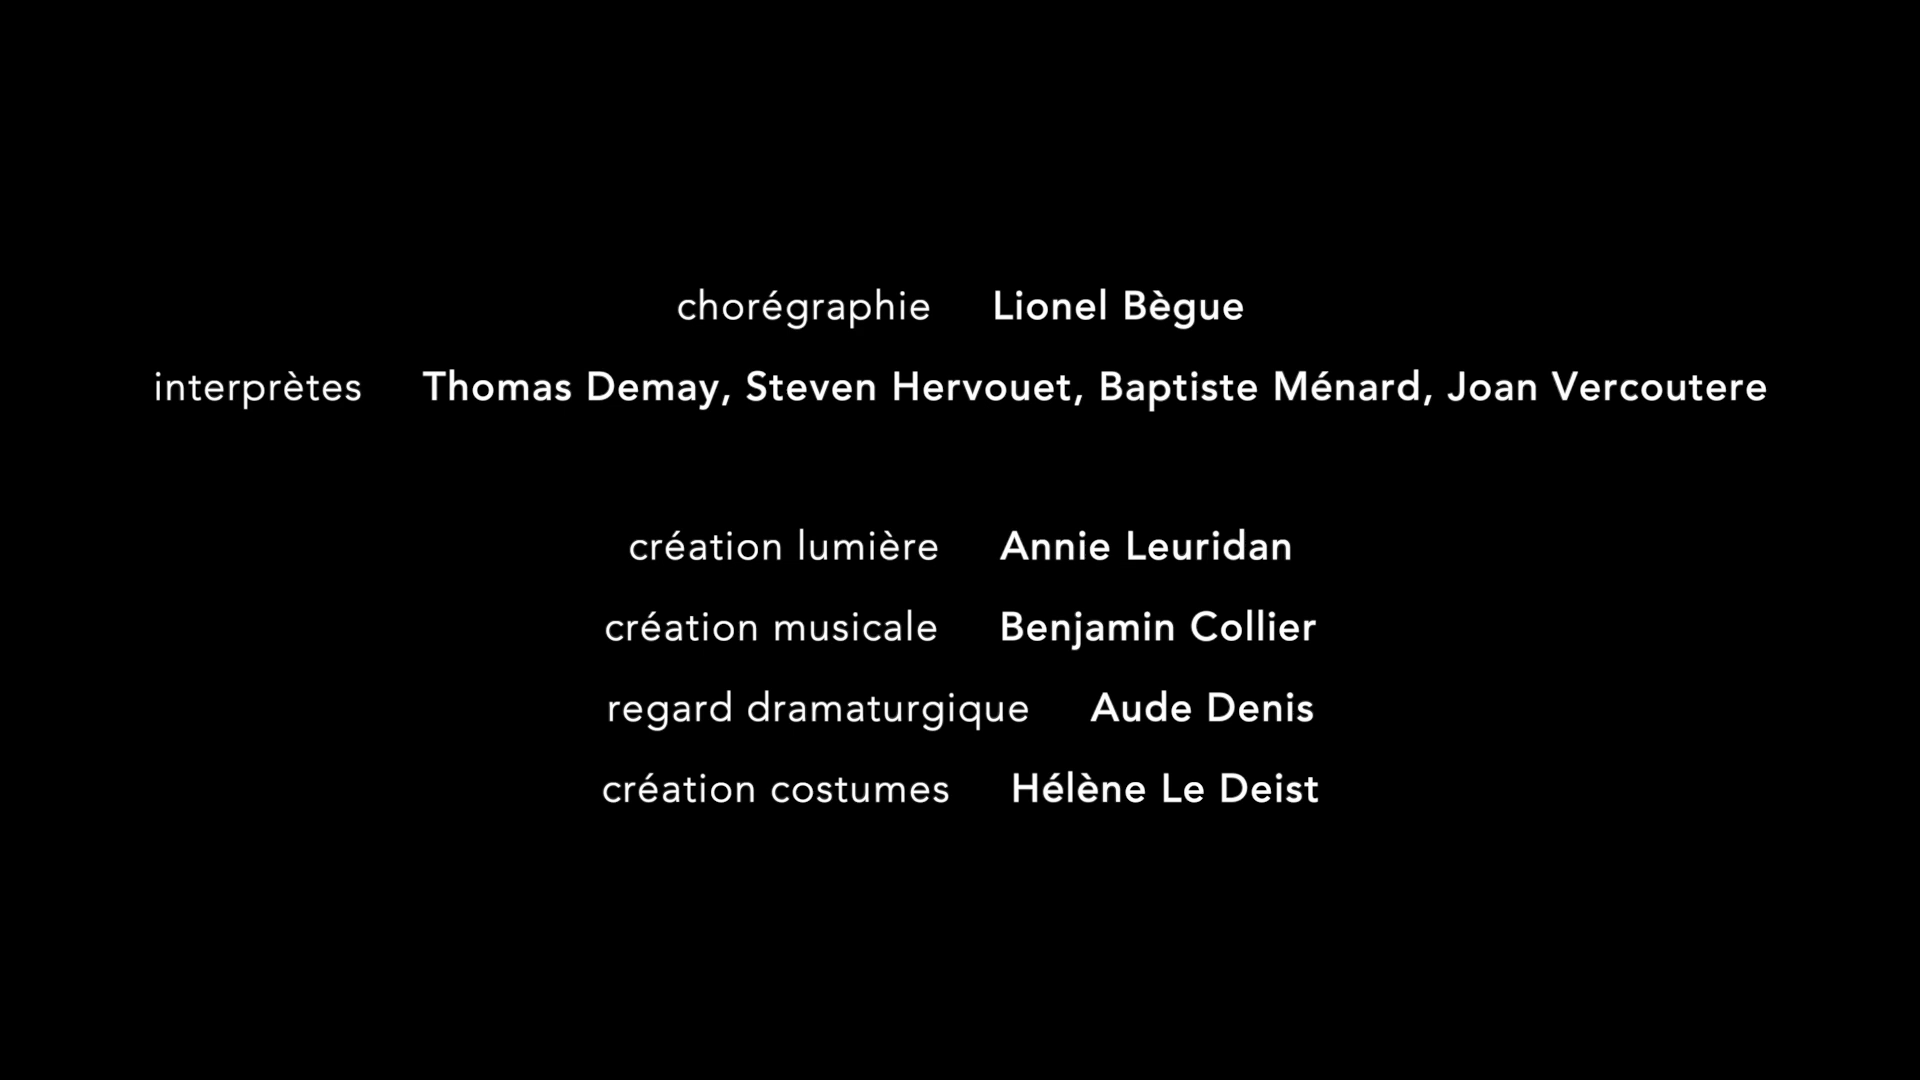 chorégraphie Lionel Bègue
interprètes Thomas Demay, Steven Hervouet, Baptiste Ménard, Joan Vercoutere
création lumière Annie Leuridan
création musicale Benjamin Collier
regard dramaturgique Aude Denis
création costumes Hélène Le Deist